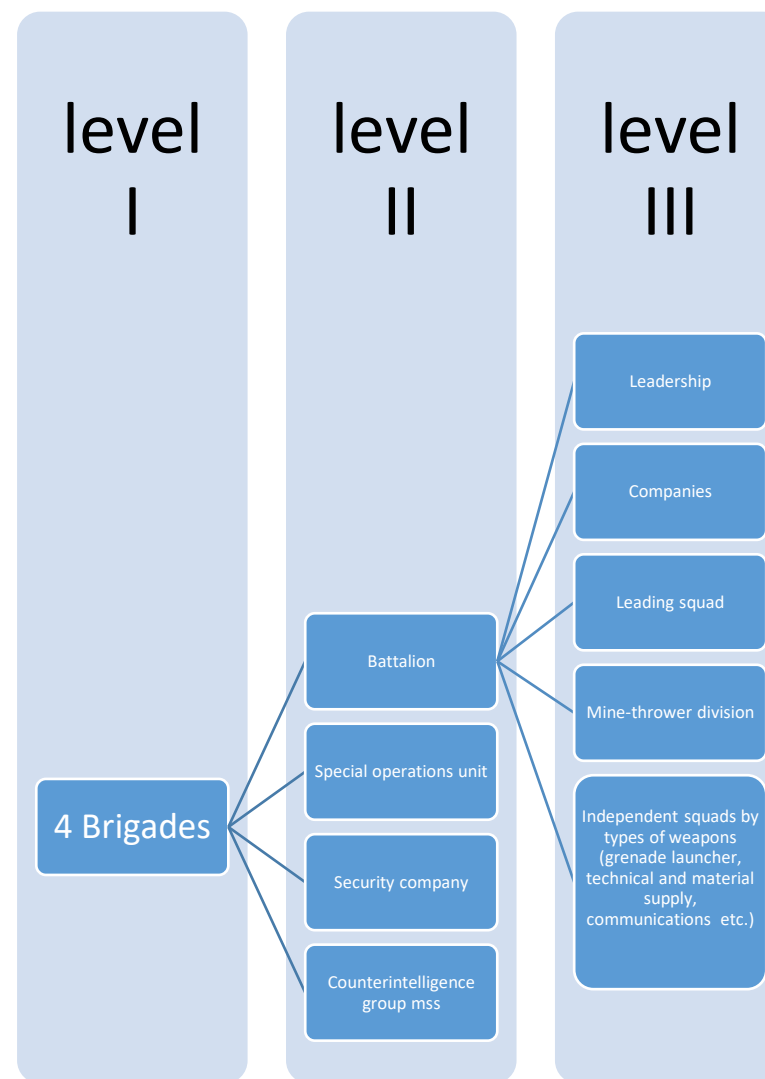 level
I
level
II
level
III
4 Brigades
Battalion
Special operations unit
Security company
Counterintelligence
group mss
Leadership
Companies
Leading squad
Mine-thrower division
Independent squads by
types of weapons
(grenade launcher,
technical and material
supply,
communications etc.)